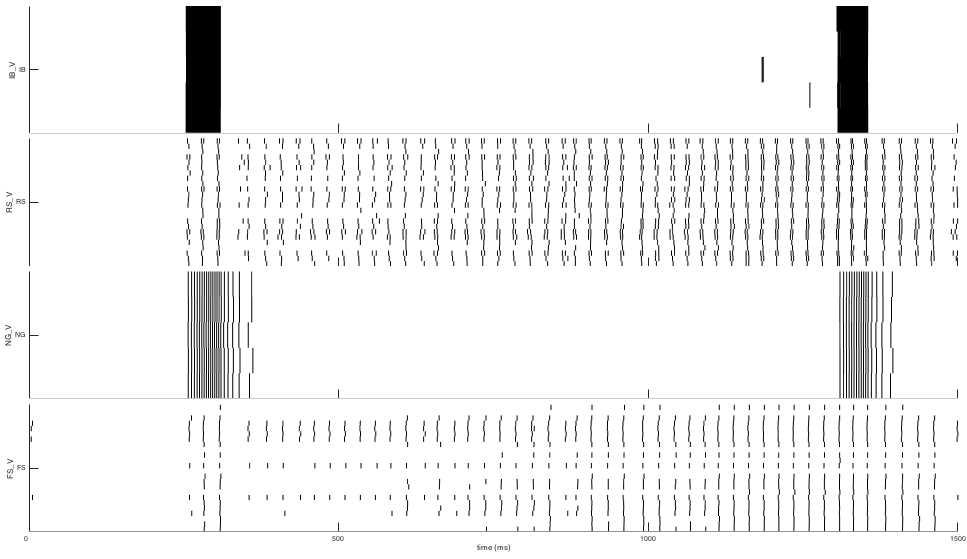 IB_V
IB
RS_V
RS
NG_V
NG
FS_V
FS
0
500
1000
1500
time (ms)